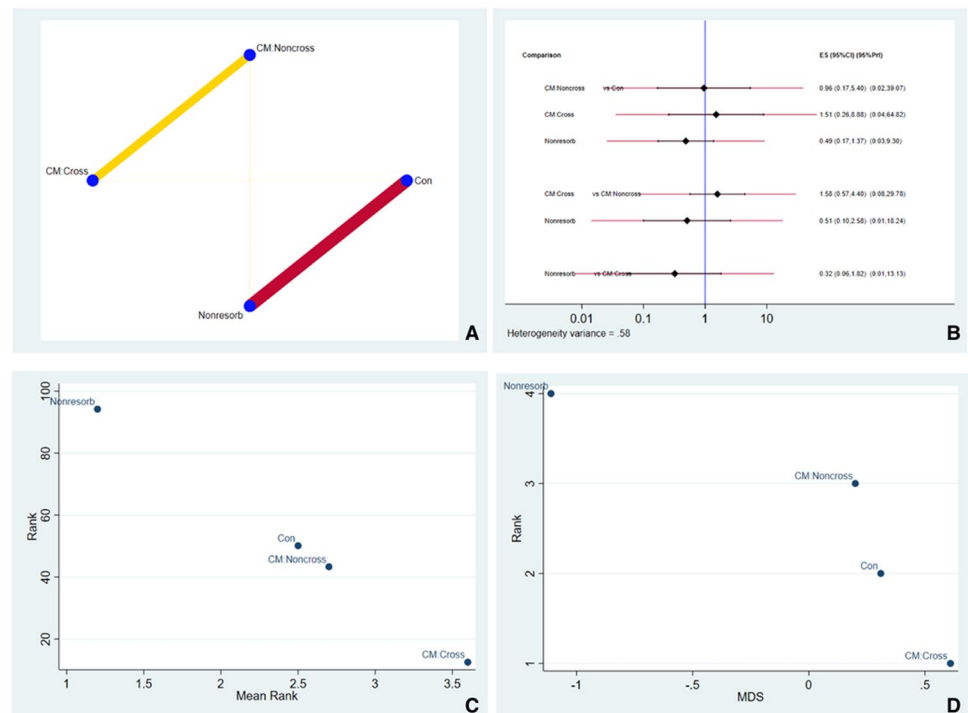 CM:Noncross
CM:Cross
Con
Nonresorb
A
Comparison ES (95%CI) (95%PrI)
CM:Noncross vs Con 0.96 (0.17,5.40) (0.02,39.07)
CM:Cross 1.51 (0.26,8.88) (0.04,64.82)
Nonresorb 0.49 (0.17,1.37) (0.03,9.30)
CM:Cross vs CM:Noncross 1.58 (0.57,4.40) (0.08,29.78)
Nonresorb 0.51 (0.10,2.58) (0.01,18.24)
Nonresorb vs CM:Cross 0.32 (0.06,1.82) (0.01,13.13)
0.01 0.1 1 10
Heterogeneity variance = .58
B
Rank
100
80
60
40
20
Nonresorb
Con
CM:Noncross
CM:Cross
1 1.5 2 2.5 3 3.5
Mean Rank
C
Rank
4
3
2
1
Nonresorb
CM:Noncross
Con
CM:Cross
-1 -.5 0 .5
MDS
D